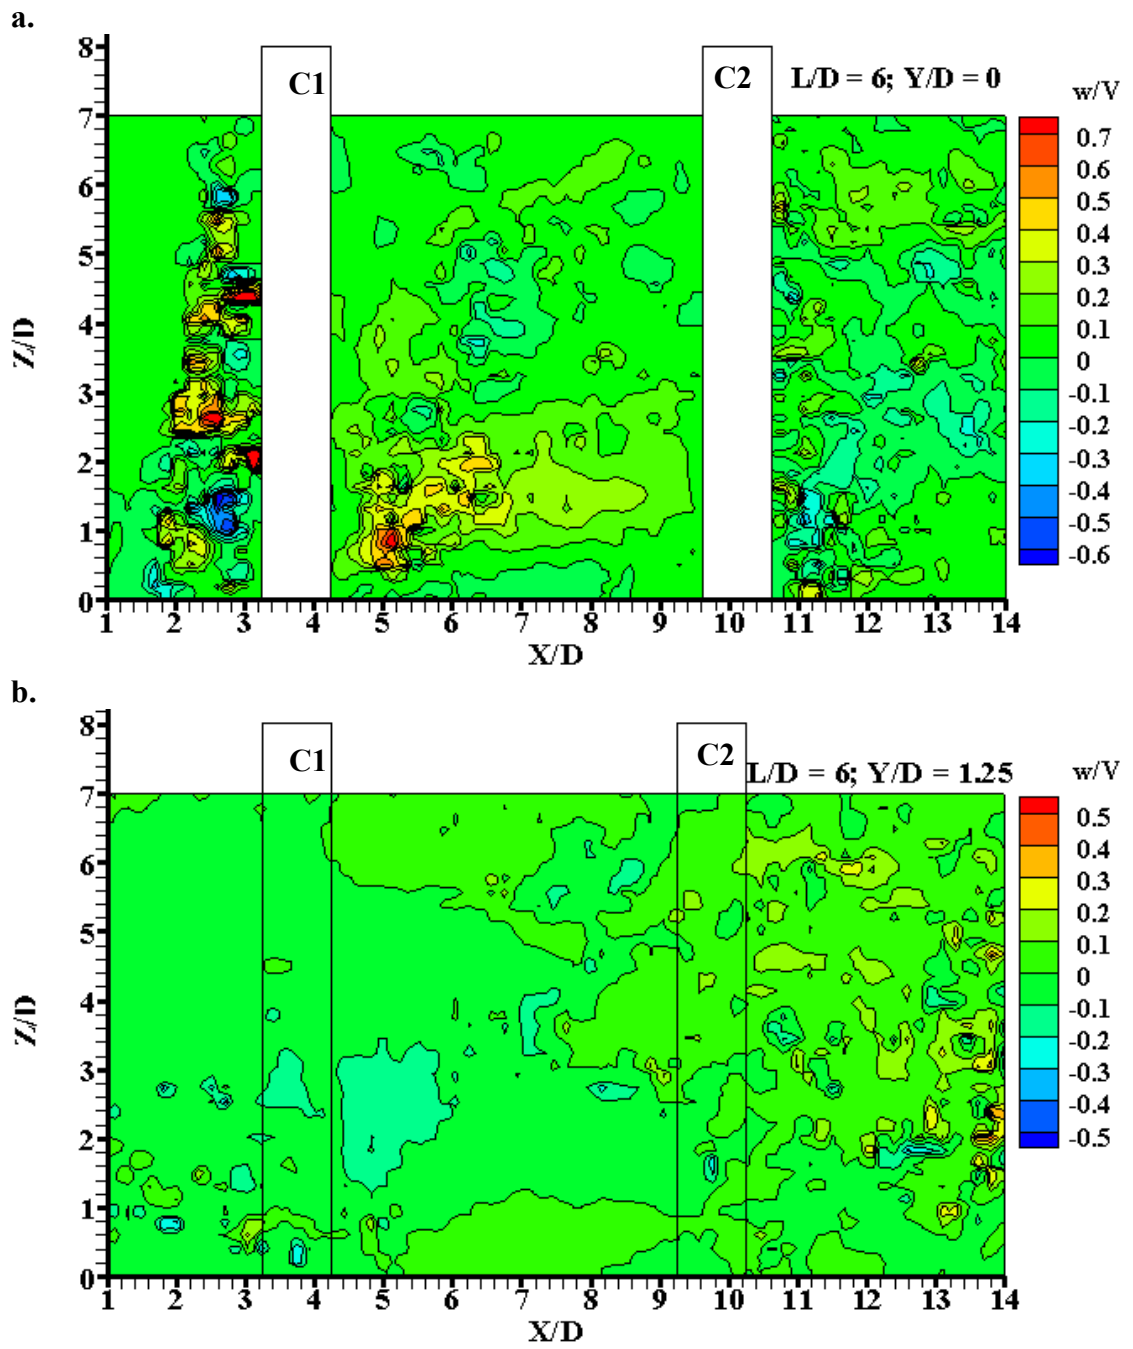 a.
C1
C2
L/D = 6; Y/D = 0
w/V
8
7
6
5
4
3
2
1
0
Z/D
0.7
0.6
0.5
0.4
0.3
0.2
0.1
0
-0.1
-0.2
-0.3
-0.4
-0.5
-0.6
1 2 3 4 5 6 7 8 9 10 11 12 13 14
X/D
b.
C1
C2
L/D = 6; Y/D = 1.25
w/V
8
7
6
5
4
3
2
1
0
Z/D
0.5
0.4
0.3
0.2
0.1
0
-0.1
-0.2
-0.3
-0.4
-0.5
1 2 3 4 5 6 7 8 9 10 11 12 13 14
X/D